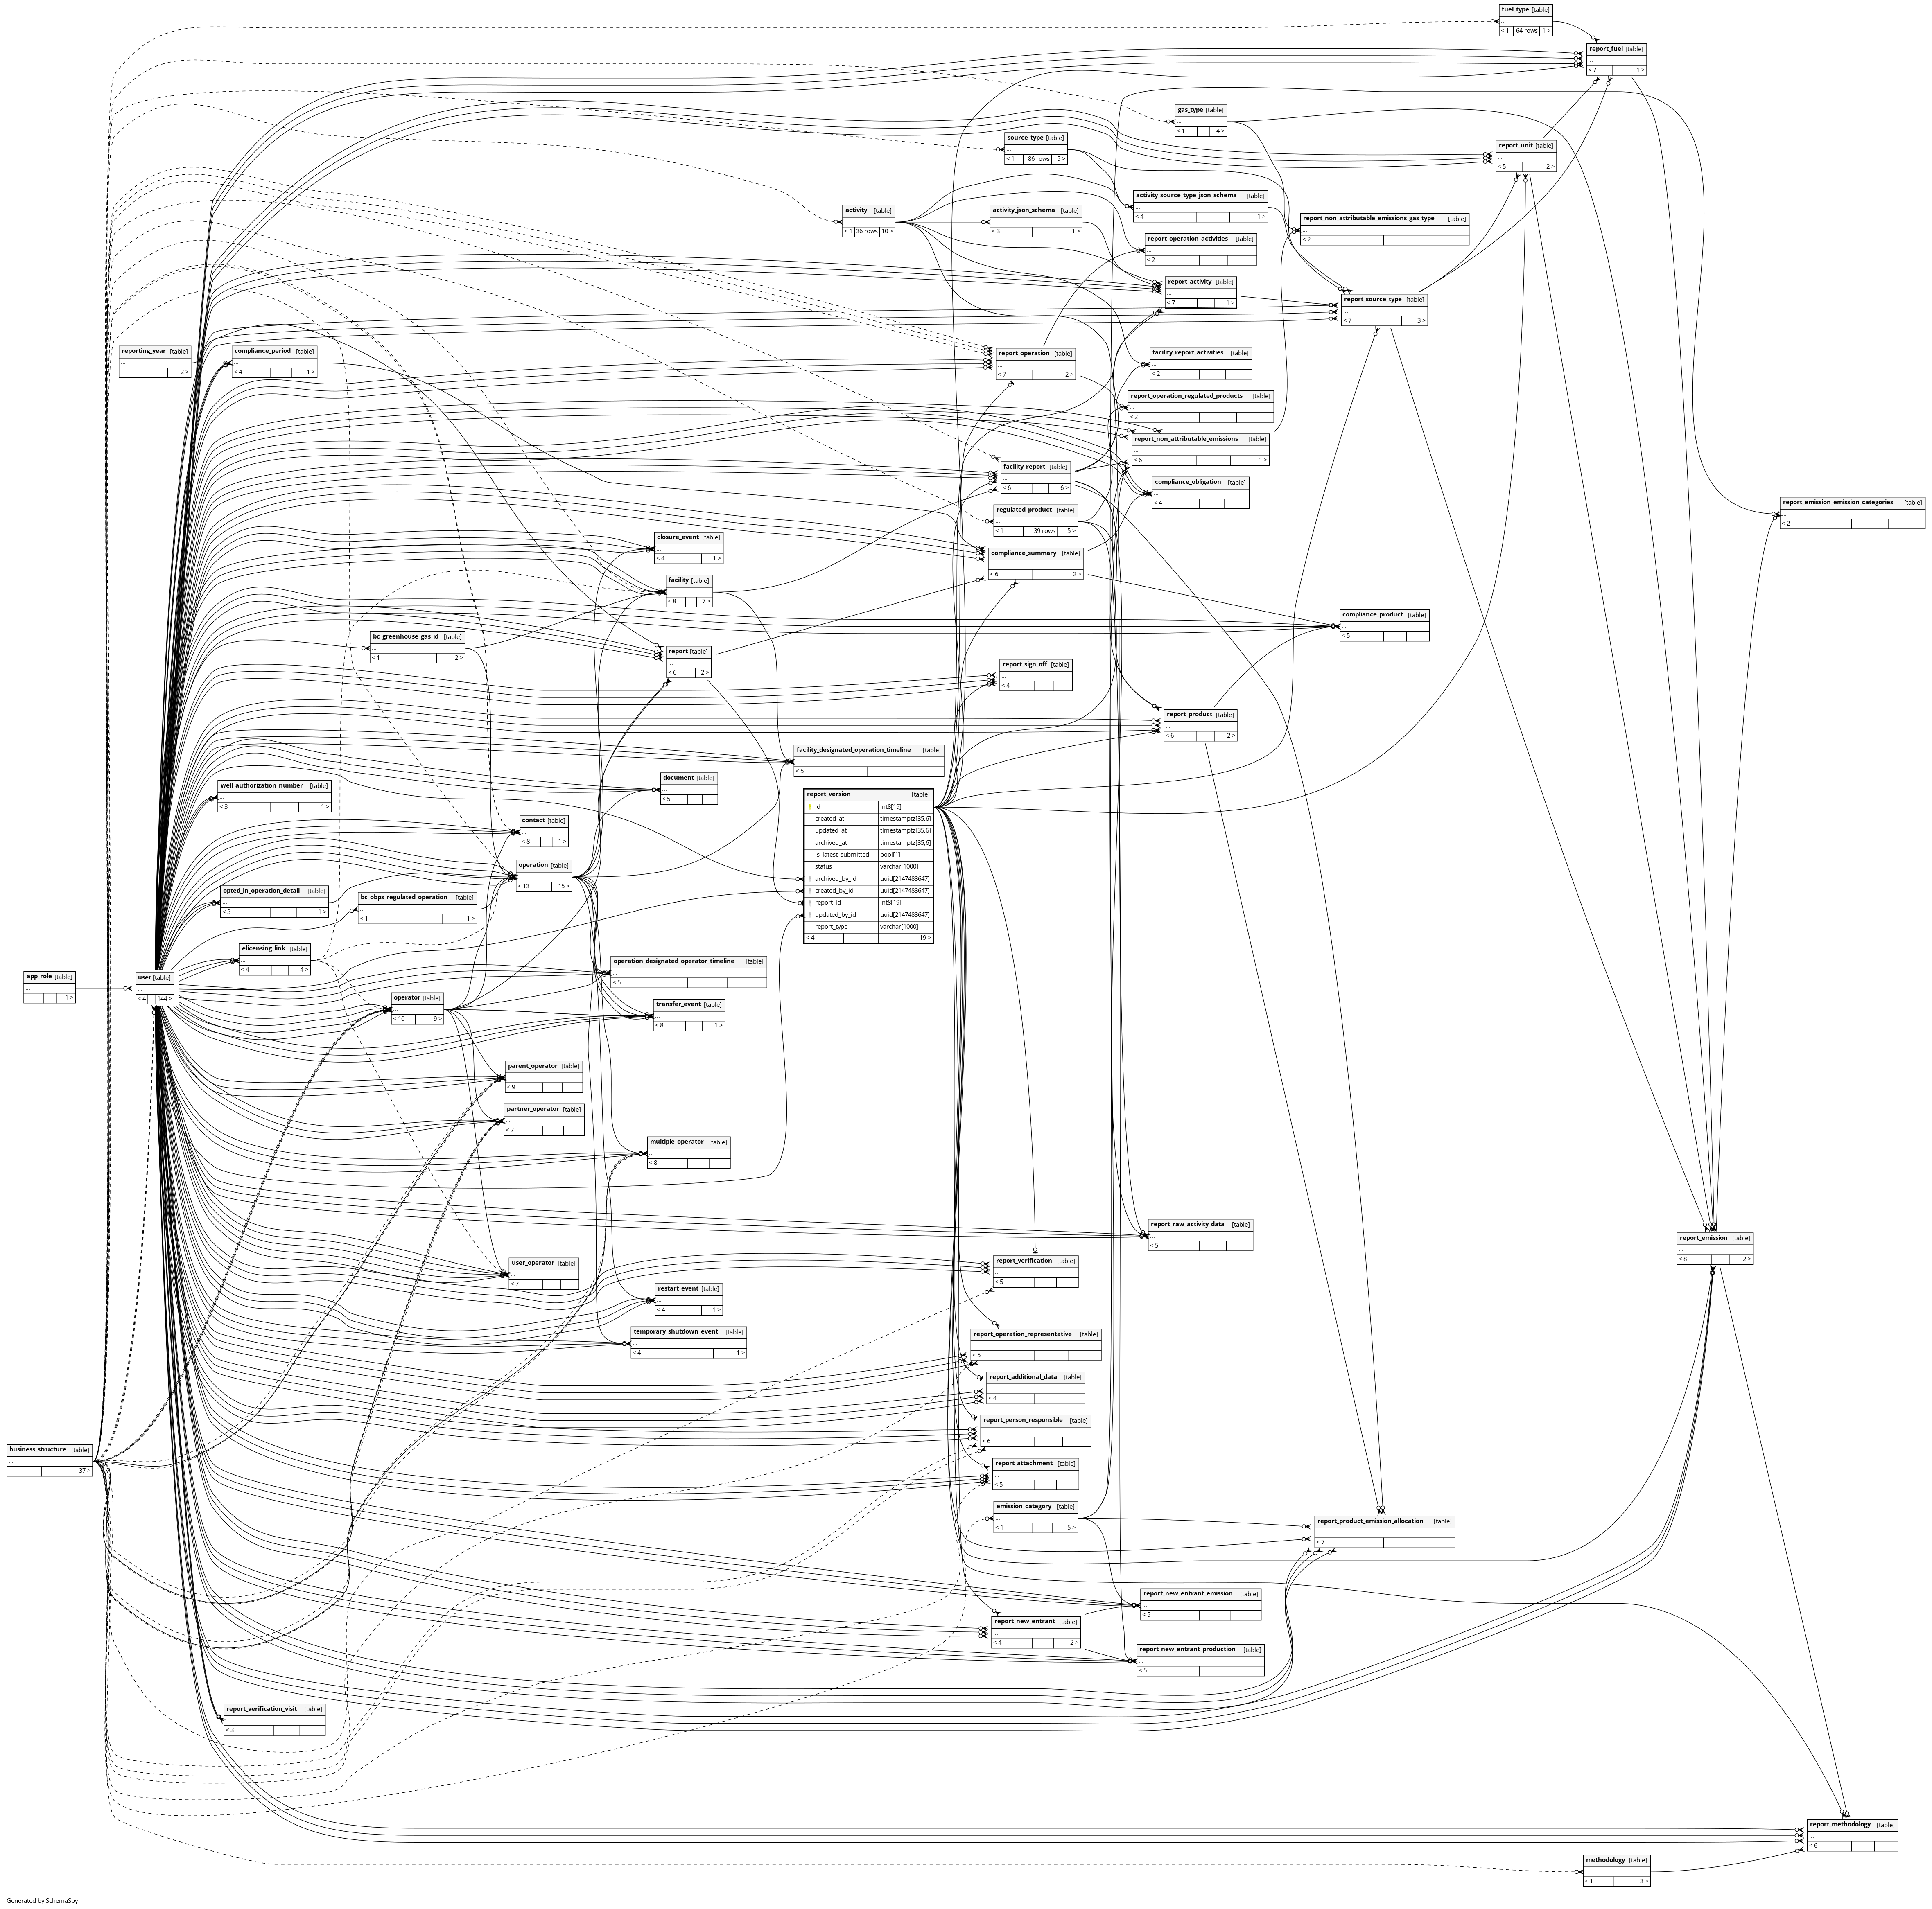 fuel_type [table]
...
< 1 64 rows 1 >
report_fuel [table]
...
< 7 1 >
gas_type [table]
...
< 1 4 >
source_type [table]
...
< 1 86 rows 5 >
report_unit [table]
...
< 5 2 >
activity_source_type_json_schema [table]
...
< 4 1 >
activity [table]
...
< 1 36 rows 10 >
activity_json_schema [table]
...
< 3 1 >
report_non_attributable_emissions_gas_type [table]
...
< 2
report_operation_activities [table]
...
< 2
report_activity [table]
...
< 7 1 >
report_source_type [table]
...
< 7 3 >
reporting_year [table]
...
2 >
compliance_period [table]
...
< 4 1 >
report_operation [table]
...
< 7 2 >
facility_report_activities [table]
...
< 2
report_operation_regulated_products [table]
...
< 2
report_non_attributable_emissions [table]
...
< 6 1 >
facility_report [table]
...
< 6 6 >
compliance_obligation [table]
...
< 4
report_emission_emission_categories [table]
...
< 2
regulated_product [table]
...
< 1 39 rows 5 >
closure_event [table]
...
< 4 1 >
compliance_summary [table]
...
< 6 2 >
facility [table]
...
< 8 7 >
compliance_product [table]
...
< 5
bc_greenhouse_gas_id [table]
...
< 1 2 >
report [table]
...
< 6 2 >
report_sign_off [table]
...
< 4
report_product [table]
...
< 6 2 >
facility_designated_operation_timeline [table]
...
< 5
document [table]
...
< 5
well_authorization_number [table]
...
< 3 1 >
report_version [table]
id int8[19]
created_at timestamptz[35,6]
updated_at timestamptz[35,6]
archived_at timestamptz[35,6]
is_latest_submitted bool[1]
status varchar[1000]
archived_by_id uuid[2147483647]
created_by_id uuid[2147483647]
report_id int8[19]
updated_by_id uuid[2147483647]
report_type varchar[1000]
< 4 19 >
contact [table]
...
< 8 1 >
operation [table]
...
< 13 15 >
opted_in_operation_detail [table]
...
< 3 1 >
bc_obps_regulated_operation [table]
...
< 1 1 >
elicensing_link [table]
...
< 4 4 >
operation_designated_operator_timeline [table]
...
< 5
app_role [table]
...
1 >
user [table]
...
< 4 144 >
operator [table]
...
< 10 9 >
transfer_event [table]
...
< 8 1 >
parent_operator [table]
...
< 9
partner_operator [table]
...
< 7
multiple_operator [table]
...
< 8
report_raw_activity_data [table]
...
< 5
report_emission [table]
...
< 8 2 >
user_operator [table]
...
< 7
report_verification [table]
...
< 5
restart_event [table]
...
< 4 1 >
temporary_shutdown_event [table]
...
< 4 1 >
report_operation_representative [table]
...
< 5
report_additional_data [table]
...
< 4
report_person_responsible [table]
...
< 6
business_structure [table]
...
37 >
report_attachment [table]
...
< 5
emission_category [table]
...
< 1 5 >
report_product_emission_allocation [table]
...
< 7
report_new_entrant_emission [table]
...
< 5
report_new_entrant [table]
...
< 4 2 >
report_new_entrant_production [table]
...
< 5
report_verification_visit [table]
...
< 3
report_methodology [table]
...
< 6
methodology [table]
...
< 1 3 >
Generated by SchemaSpy